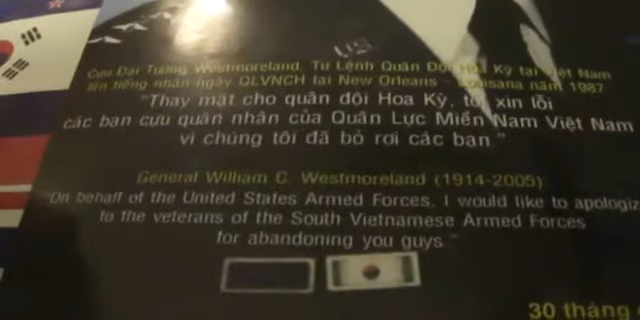 Cựu Đại Tướng Westmoreland, Tư Lệnh Quân Đội Hoa Kỳ tại Việt Nam
lên tiếng nhân ngày QLVNCH tại New Orleans - Louisana năm 1987
"Thay mặt cho quân đội Hoa Kỳ, tôi xin lỗi
các bạn cựu quân nhân của Quân Lực Miền Nam Việt Nam
vì chúng tôi đã bỏ rơi các bạn"
General William C. Westmoreland (1914-2005)
"On behalf of the United States Armed Forces, I would like to apologiz
to the veterans of the South Vietnamese Armed Forces
for abandoning you guys"
30 tháng